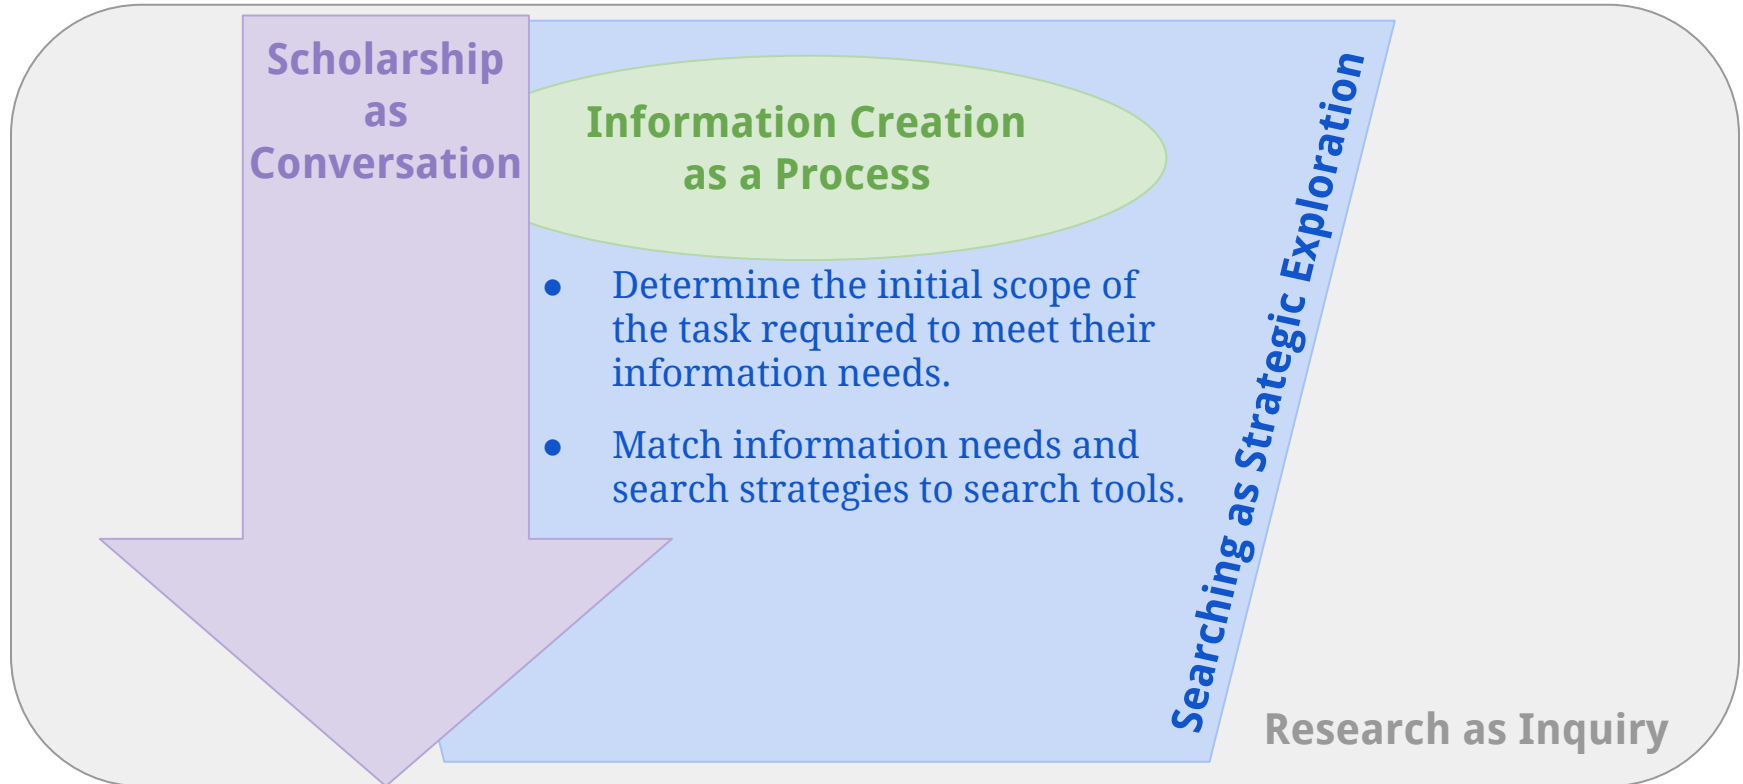 Scholarship
as
Conversation
Information Creation
as a Process
● Determine the initial scope of
the task required to meet their
information needs.
● Match information needs and
search strategies to search tools.
Searching as Strategic Exploration
Research as Inquiry